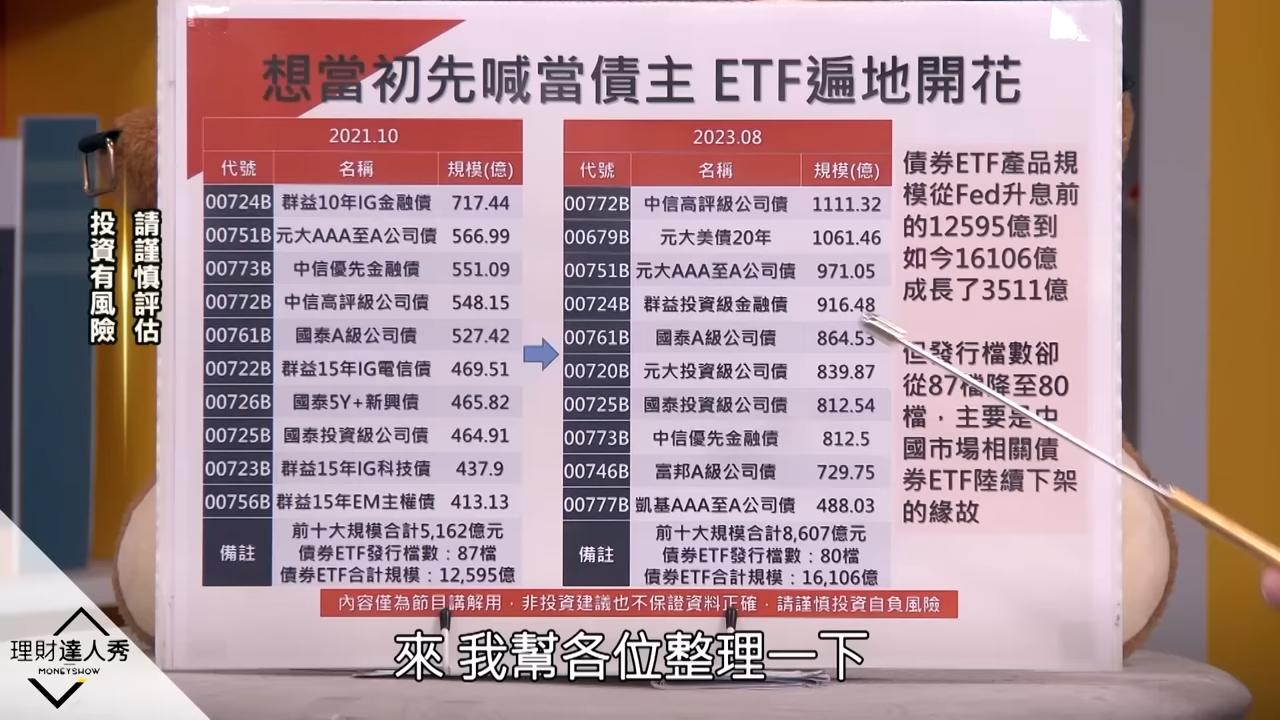 想當初先喊當債主 ETF遍地開花
2021.10
代號 名稱 規模(億)
00724B 群益10年IG金融債 717.44
00751B 元大AAA至A公司債 566.99
00773B 中信優先金融債 551.09
00772B 中信高評級公司債 548.15
00761B 國泰A級公司債 527.42
00722B 群益15年IG電信債 469.51
00726B 國泰5Y+新興債 465.82
00725B 國泰投資級公司債 464.91
00723B 群益15年IG科技債 437.9
00756B 群益15年EM主權債 413.13
備註
前十大規模合計5,162億元
債券ETF發行檔數：87檔
債券ETF合計規模：12,595億
2023.08
代號 名稱 規模(億)
00772B 中信高評級公司債 1111.32
00679B 元大美債20年 1061.46
00751B 元大AAA至A公司債 971.05
00724B 群益投資級金融債 916.48
00761B 國泰A級公司債 864.53
00720B 元大投資級公司債 839.87
00725B 國泰投資級公司債 812.54
00773B 中信優先金融債 812.5
00746B 富邦A級公司債 729.75
00777B 凱基AAA至A公司債 488.03
備註
前十大規模合計8,607億元
債券ETF發行檔數：80檔
債券ETF合計規模：16,106億
債券ETF產品規
模從Fed升息前
的12595億到
如今16106億
成長了3511億
但發行檔數卻
從87檔降至80
檔，主要是中
國市場相關債
券ETF陸續下架
的緣故
內容僅為節目講解用，非投資建議也不保證資料正確，請謹慎投資自負風險
請謹慎評估
投資有風險
理財達人秀
MONEYSHOW
來 我幫各位整理一下